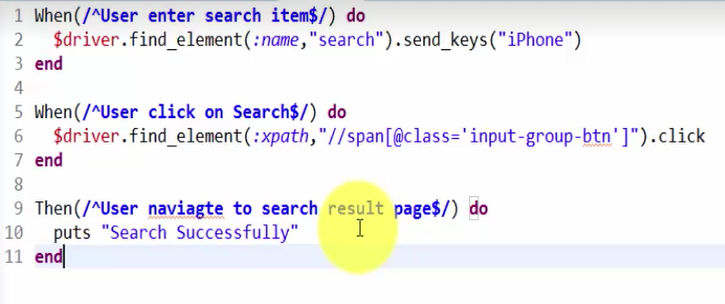 1 When(/^User enter search item$/) do
2   $driver.find_element(:name,"search").send_keys("iPhone")
3 end
4
5 When(/^User click on Search$/) do
6   $driver.find_element(:xpath,"//span[@class='input-group-btn']").click
7 end
8
9 Then(/^User naviagte to search result page$/) do
10   puts "Search Successfully"
11 end